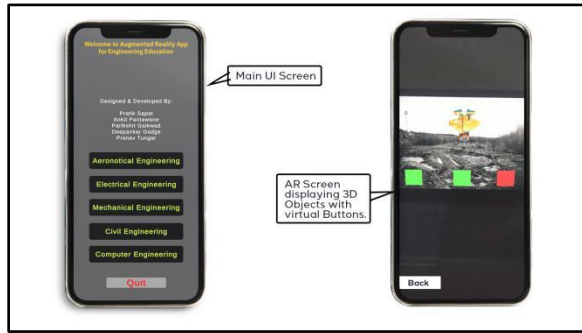 Welcome to Augmented Reality App
for Engineering Education
Designed & Developed By:
Pratik Sapat
Ankit Pantawane
Parikshit Gaikwad
Deepankar Gadge
Pranav Tungar
Aeronotical Engineering
Electrical Engineering
Mechanical Engineering
Civil Engineering
Computer Engineering
Quit
Main UI Screen
AR Screen
displaying 3D
Objects with
virtual Buttons.
Back